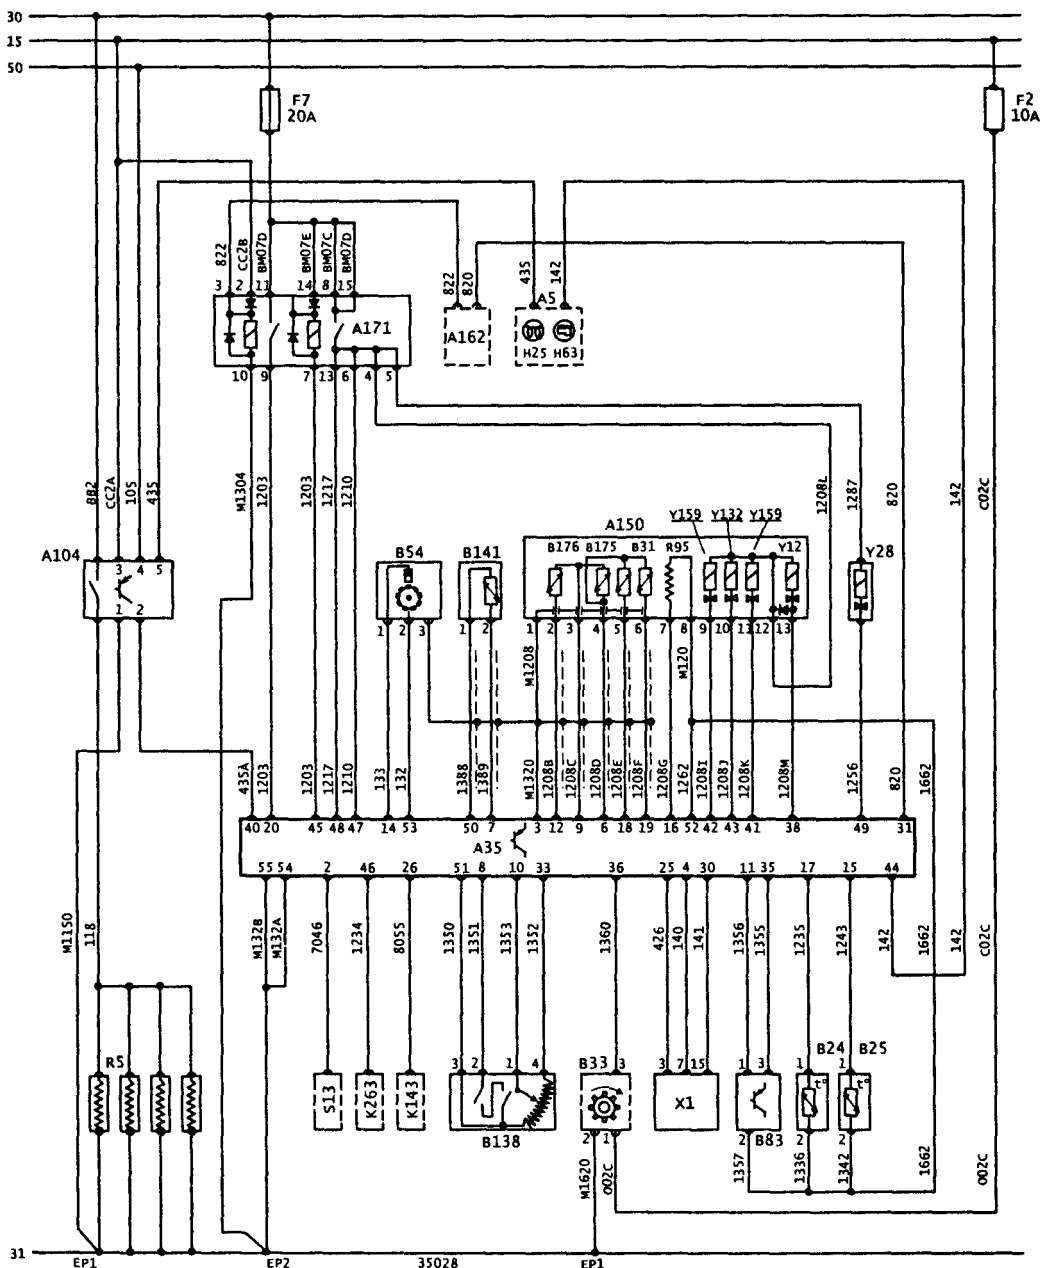 30
15
50
F7
20A
F2
10A
822
CC2B
BM07D
BM07E
BM07C
BM07D
822
820
435
142
3 2 11 14 8 15
A171
A162
A5
H25 H63
10 9 7 13 6 4 5
BB2
CC2A
105
435
M1304
1203
1203
1217
1210
1208L
1287
820
142
C02C
A104
3 4 5
1 2
B54
1 2 3
B141
1 2
A150
Y159 Y132 Y159
B176 B175 B31 R95 Y12
1 2 3 4 5 6 7 8 9 10 11 12 13
Y28
M1208
M120
435A
1203
1203
1217
1210
133
132
1388
1389
M1320
1208B
1208C
1208D
1208E
1208F
1208G
1262
1208I
1208J
1208K
1208M
1256
820
1662
40 20 45 48 47 14 53 50 7 3 12 9 6 18 19 16 52 42 43 41 38 49 31
A35
55 54 2 46 26 51 8 10 33 36 25 4 30 11 35 17 15 44
M1150
118
M132B
M132A
7046
1234
8055
1350
1351
1353
1352
1360
426
140
141
1356
1355
1235
1243
142
1662
142
C02C
R5
S13
K263
K143
3 2 1 4
B138
B33 3
2 1
3 7 15
X1
1 3
2 B83
B24
1
t°
2
B25
1
t°
2
M1620
O02C
1357
1336
1342
1662
O02C
31
EP1
EP2
35028
EP1